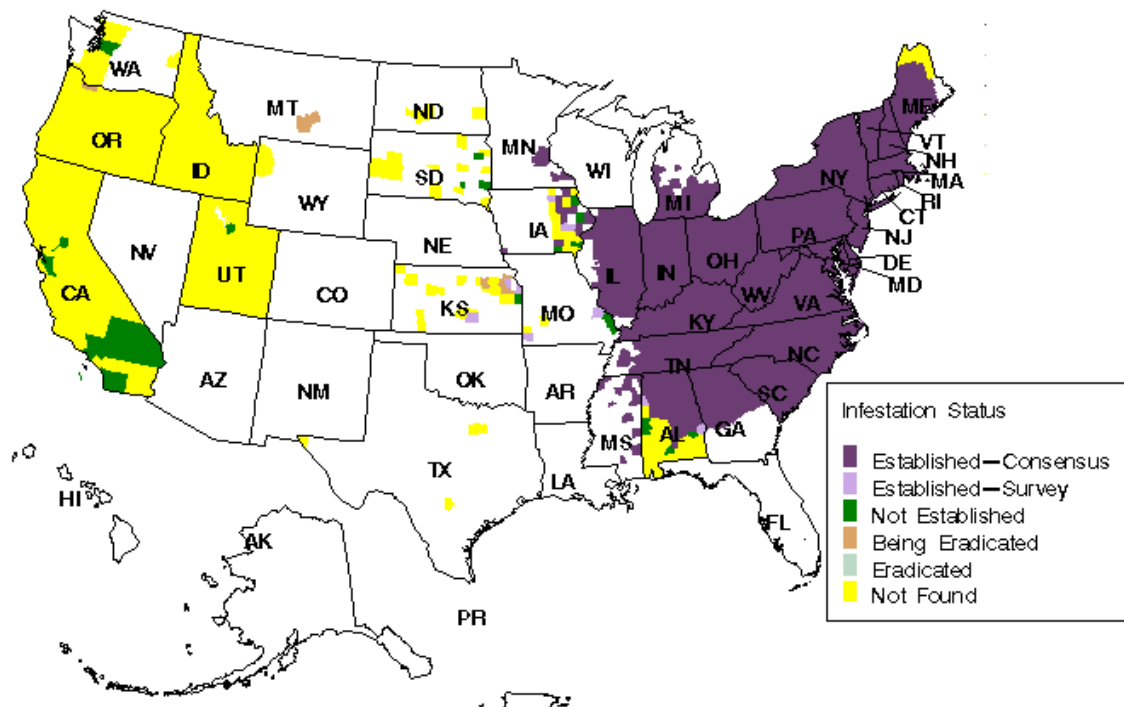 WA
MT
ND
ME
OR
MN
VT
ID
SD
WI
NH
WY
MI
NY
MA
RI
IA
CT
NV
NE
PA
NJ
UT
OH
DE
CA
CO
IL
IN
MD
KS
MO
WV
VA
KY
AZ
NM
OK
TN
NC
AR
SC
MS
AL
GA
TX
LA
HI
FL
AK
PR
Infestation Status
Established—Consensus
Established—Survey
Not Established
Being Eradicated
Eradicated
Not Found